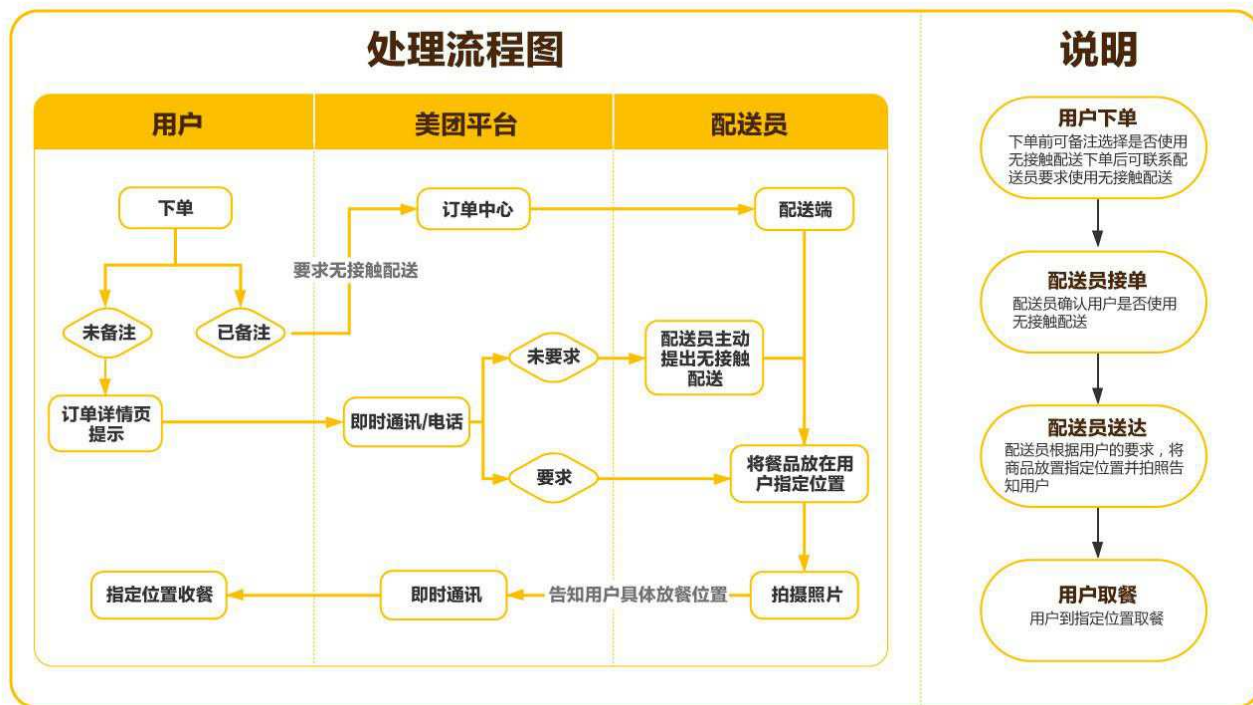 处理流程图
说明
用户
美团平台
配送员
下单
订单中心
配送端
要求无接触配送
未备注
已备注
未要求
配送员主动
提出无接触
配送
订单详情页
提示
即时通讯/电话
要求
将餐品放在用
户指定位置
指定位置收餐
即时通讯
告知用户具体放餐位置
拍摄照片
用户下单
下单前可备注选择是否使用
无接触配送下单后可联系配
送员要求使用无接触配送
配送员接单
配送员确认用户是否使用
无接触配送
配送员送达
配送员根据用户的要求，将
商品放置指定位置并拍照告
知用户
用户取餐
用户到指定位置取餐